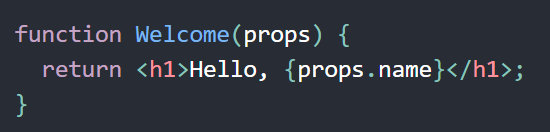 function Welcome(props) {
  return <h1>Hello, {props.name}</h1>;
}